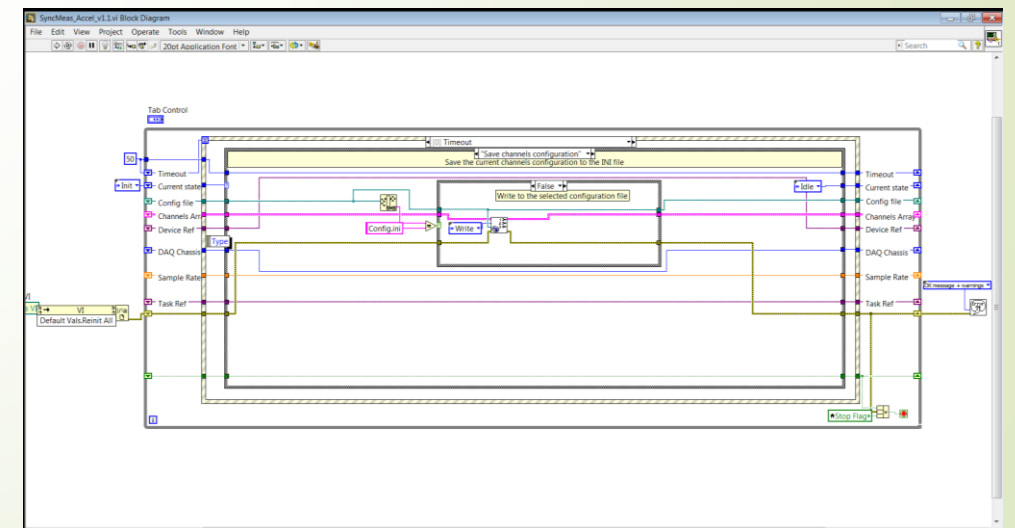 SyncMeas_Accel_v1.1.vi Block Diagram
File Edit View Project Operate Tools Window Help
20pt Application Font
Search
Tab Control
[0] Timeout
"Save channels configuration"
Save the current channels configuration to the INI file
50
Timeout
Timeout
Init
Current state
False
Idle
Current state
Write to the selected configuration file
Config file
Config file
Channels Arr
Channels Array
Device Ref
Config.ini
Write
Device Ref
Type
DAQ Chassis
DAQ Chassis
Sample Rate
Sample Rate
OK message + warnings
VI
Task Ref
Task Ref
VI
Default Vals.Reinit All
Stop Flag
i